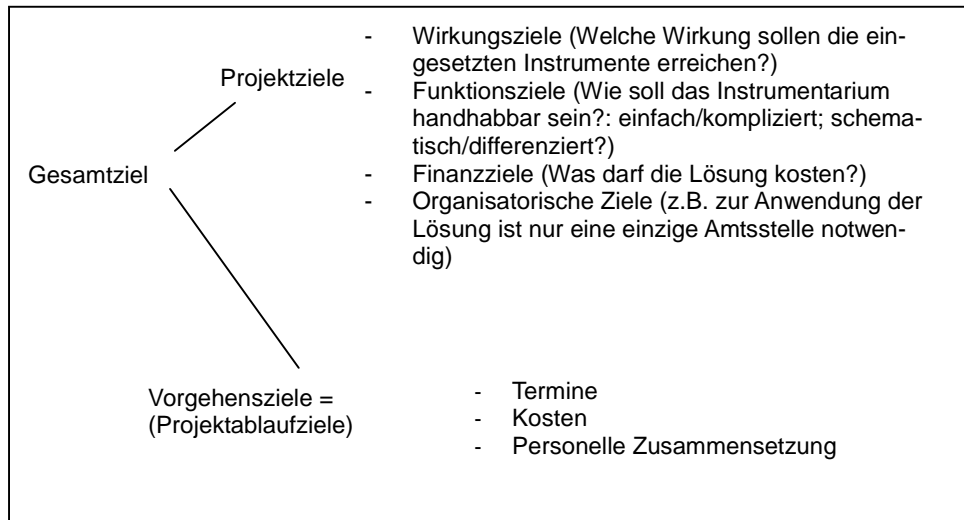 Projektziele
- Wirkungsziele (Welche Wirkung sollen die ein-
gesetzten Instrumente erreichen?)
- Funktionsziele (Wie soll das Instrumentarium
handhabbar sein?: einfach/kompliziert; schema-
tisch/differenziert?)
- Finanzziele (Was darf die Lösung kosten?)
- Organisatorische Ziele (z.B. zur Anwendung der
Lösung ist nur eine einzige Amtsstelle notwen-
dig)
Gesamtziel
Vorgehensziele =
(Projektablaufziele)
- Termine
- Kosten
- Personelle Zusammensetzung